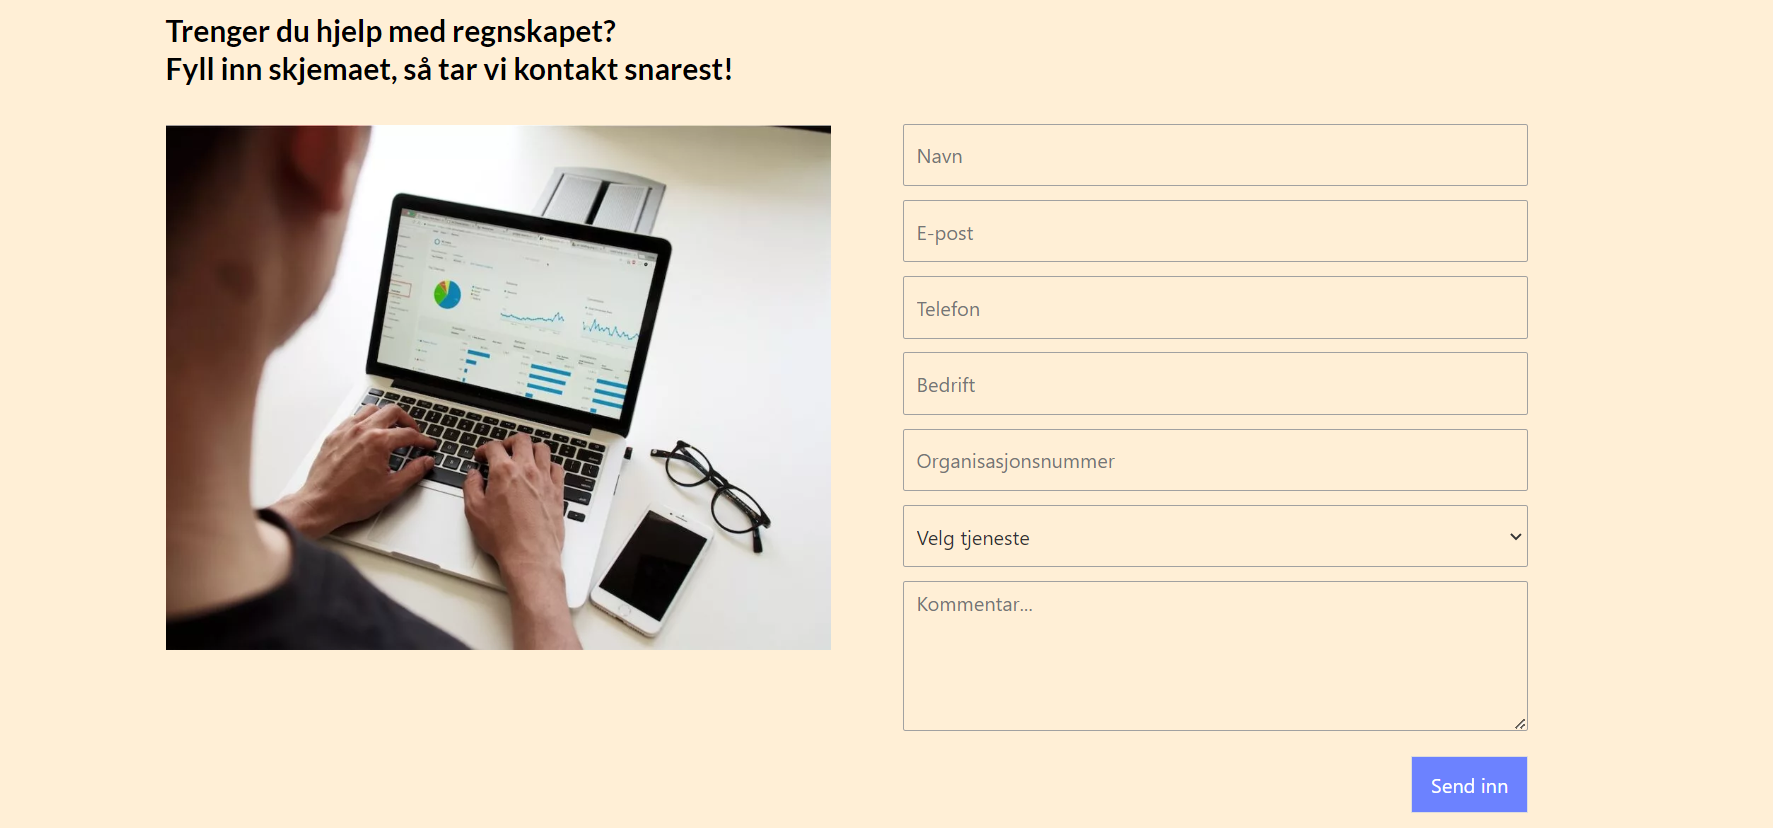 Trenger du hjelp med regnskapet?
Fyll inn skjemaet, så tar vi kontakt snarest!
Navn
E-post
Telefon
Bedrift
Organisasjonsnummer
Velg tjeneste
Kommentar...
Send inn